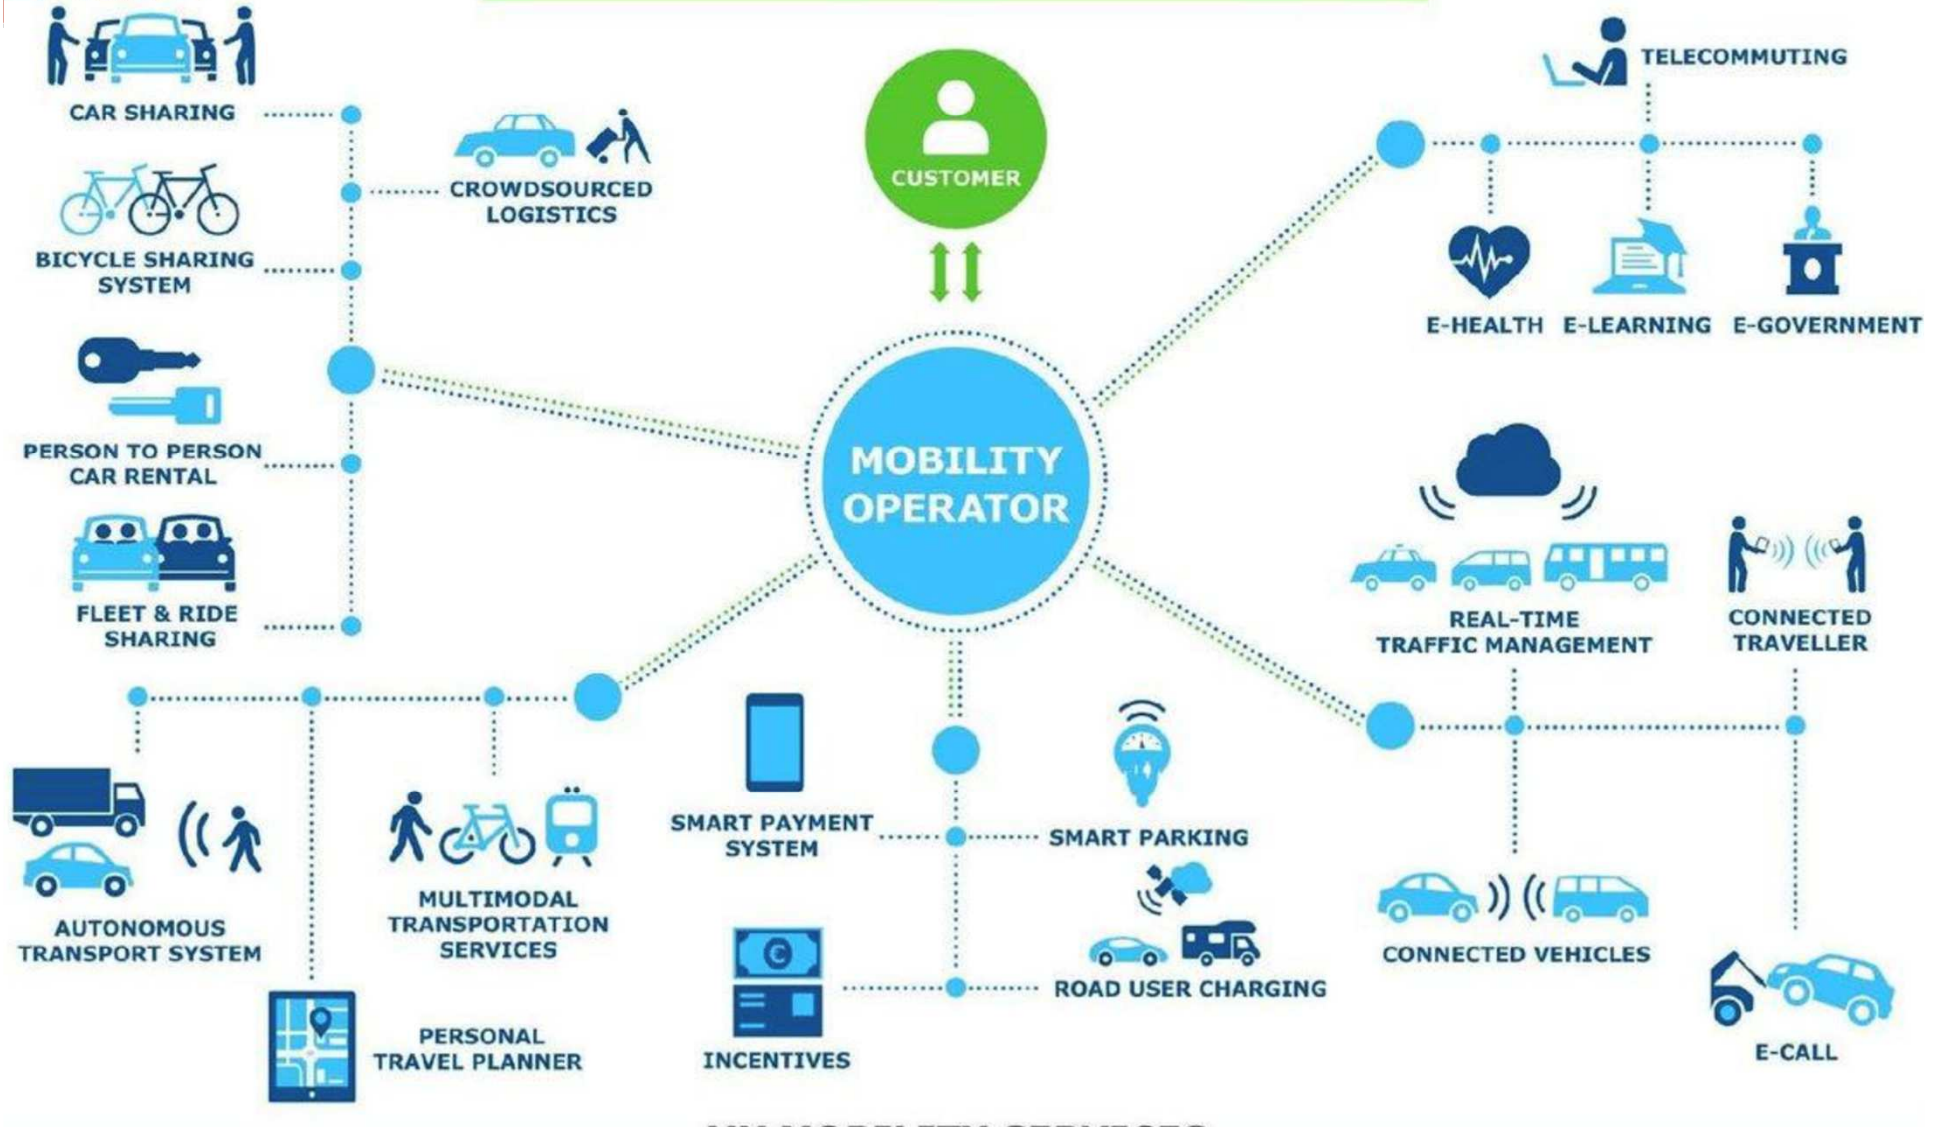 CAR SHARING
CROWDSOURCED
LOGISTICS
BICYCLE SHARING
SYSTEM
PERSON TO PERSON
CAR RENTAL
FLEET & RIDE
SHARING
CUSTOMER
MOBILITY
OPERATOR
TELECOMMUTING
E-HEALTH
E-LEARNING
E-GOVERNMENT
REAL-TIME
TRAFFIC MANAGEMENT
CONNECTED
TRAVELLER
CONNECTED VEHICLES
E-CALL
AUTONOMOUS
TRANSPORT SYSTEM
MULTIMODAL
TRANSPORTATION
SERVICES
PERSONAL
TRAVEL PLANNER
SMART PAYMENT
SYSTEM
SMART PARKING
INCENTIVES
ROAD USER CHARGING